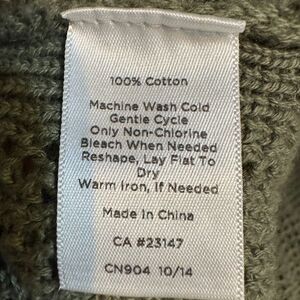 100% Cotton
Machine Wash Cold
Gentle Cycle
Only Non-Chlorine
Bleach When Needed
Reshape, Lay Flat To
Dry
Warm Iron, If Needed
Made In China
CA #23147
CN904 10/14